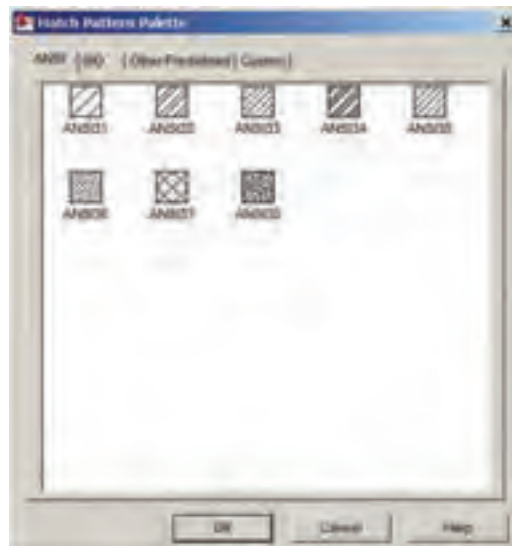 Hatch Pattern Palette
ANSI ISO Other Predefined Custom
ANSI31 ANSI32 ANSI33 ANSI34 ANSI35
ANSI36 ANSI37 ANSI38
OK Cancel Help